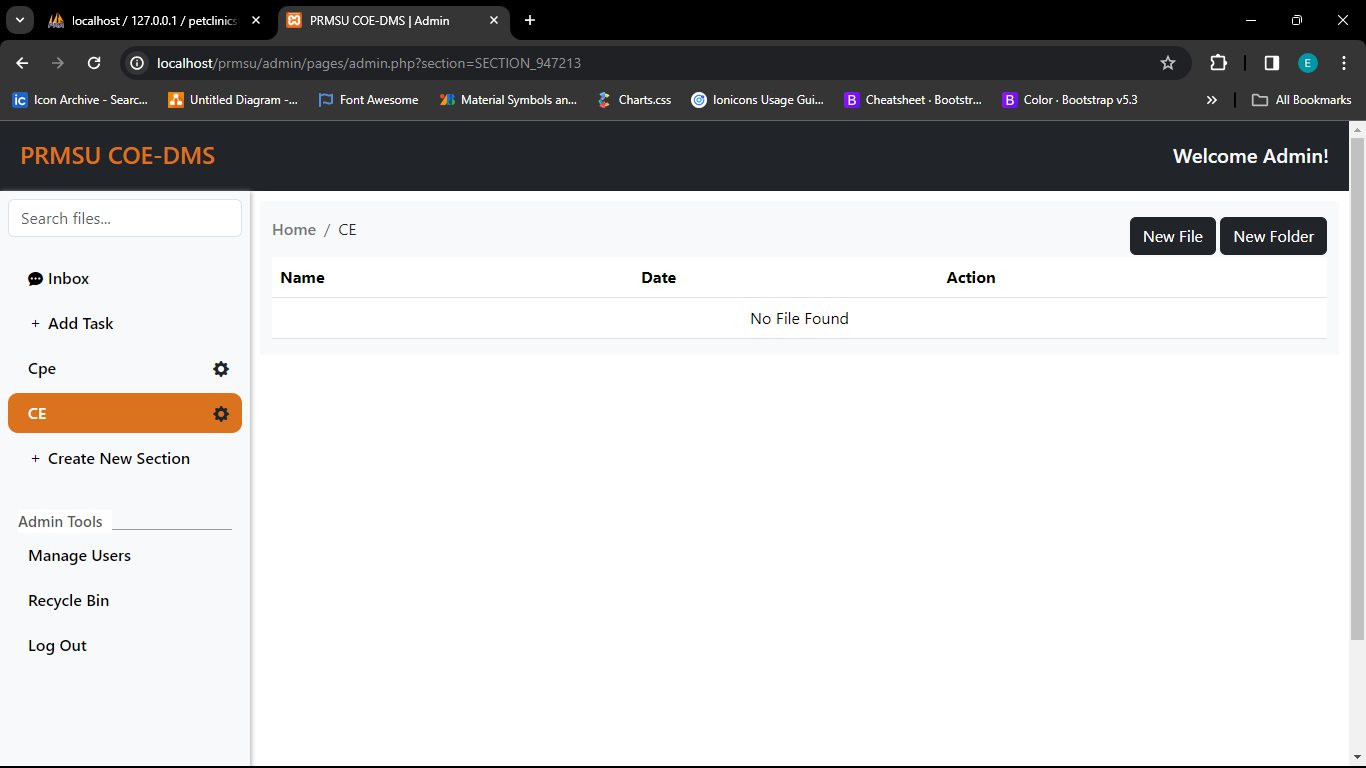 localhost / 127.0.0.1 / petclinics
PRMSU COE-DMS | Admin
localhost/prmsu/admin/pages/admin.php?section=SECTION_947213
E
Icon Archive - Searc...
Untitled Diagram -...
Font Awesome
Material Symbols an...
Charts.css
Ionicons Usage Gui...
B Cheatsheet · Bootstr...
B Color · Bootstrap v5.3
»
All Bookmarks
PRMSU COE-DMS
Welcome Admin!
Search files...
Inbox
+ Add Task
Cpe
CE
+ Create New Section
Admin Tools
Manage Users
Recycle Bin
Log Out
Home / CE
New File
New Folder
Name Date Action
No File Found